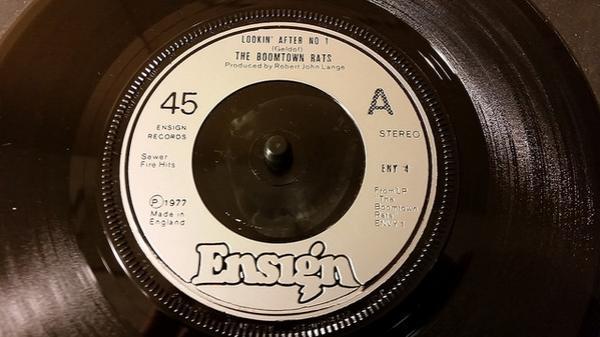 LOOKIN' AFTER NO 1
(Geldof)
THE BOOMTOWN RATS
Produced by Robert John Lange
45
A
ENSIGN
RECORDS
STEREO
Sewer
Fire Hits
ENY 4
From LP
'The
Boomtown
Rats'
ENVY 1
Ⓟ1977
Made in
England
Ensign